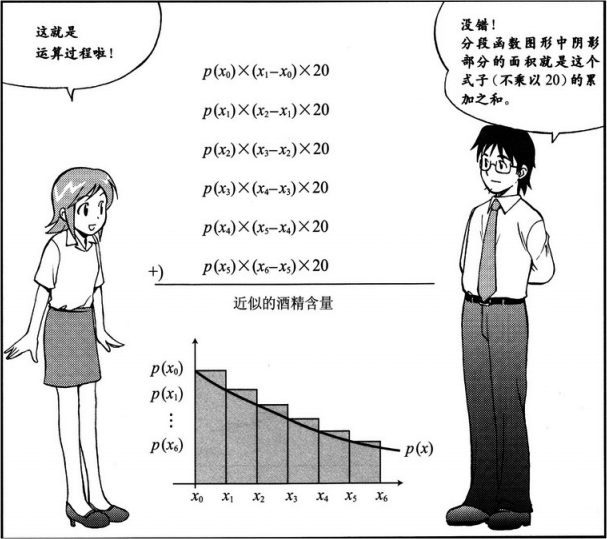 这就是
运算过程啦！
没错！
分段函数图形中阴影
部分的面积就是这个
式子（不乘以20）的累
加之和。
p(x₀)×(x₁−x₀)×20
p(x₁)×(x₂−x₁)×20
p(x₂)×(x₃−x₂)×20
p(x₃)×(x₄−x₃)×20
p(x₄)×(x₅−x₄)×20
+) p(x₅)×(x₆−x₅)×20
近似的酒精含量
p(x₀)
p(x₁)
⋮
p(x₆)
p(x)
x₀ x₁ x₂ x₃ x₄ x₅ x₆